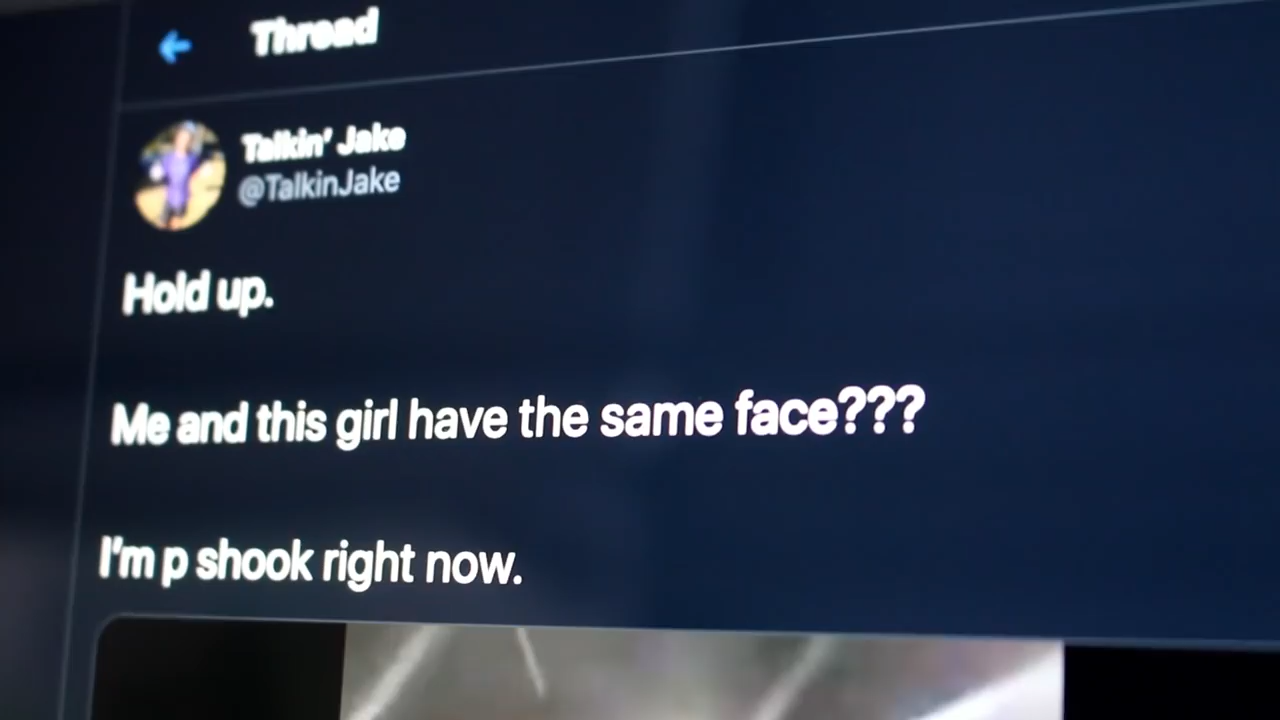 Thread
Talkin' Jake
@TalkinJake
Hold up.
Me and this girl have the same face???
I'm p shook right now.